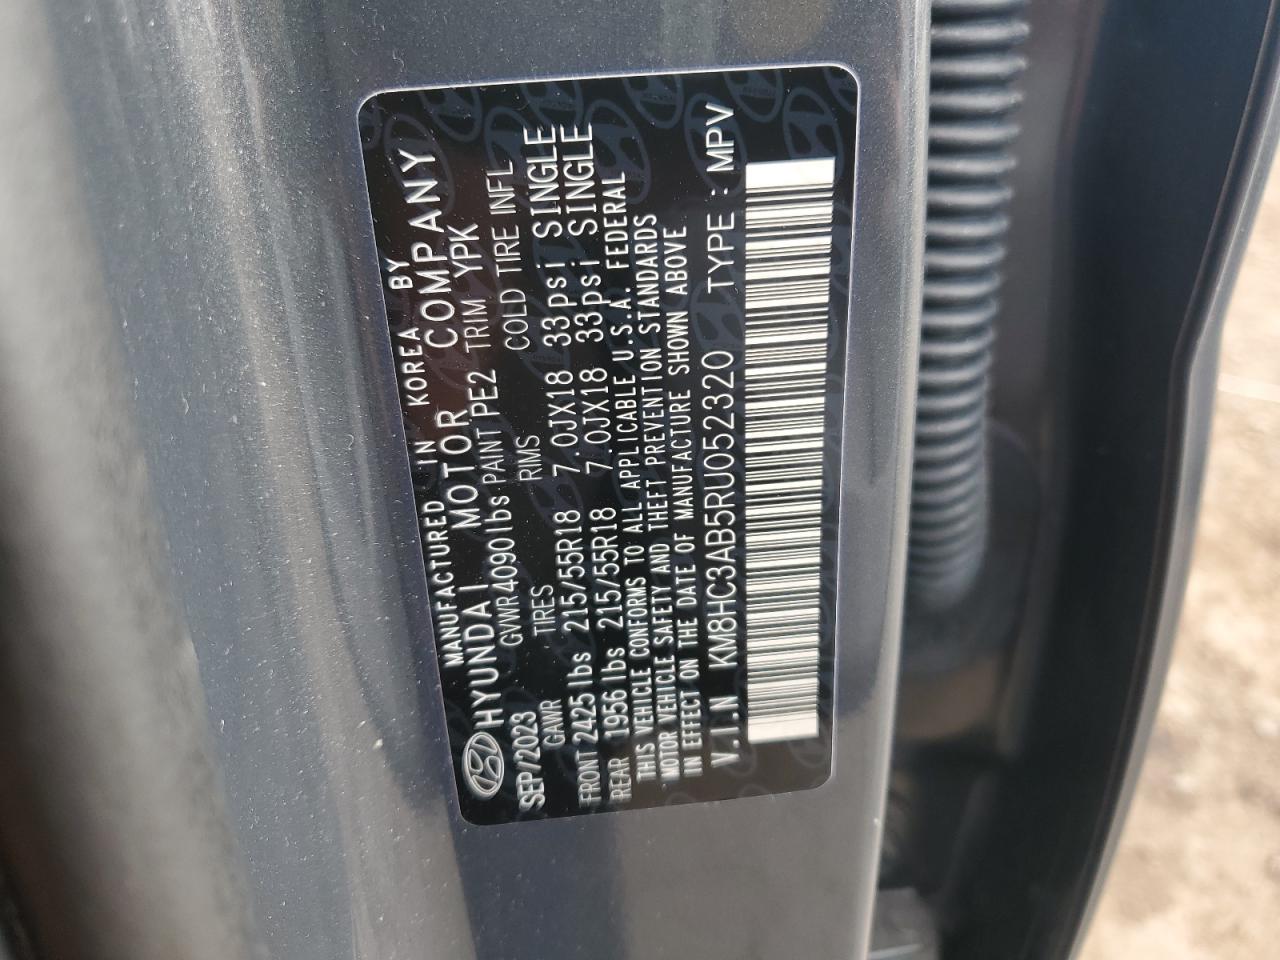 MANUFACTURED IN KOREA BY
HYUNDAI MOTOR COMPANY
SEP/2023 GVWR 4090 lbs PAINT PE2 TRIM YPK
GAWR TIRES RMS COLD TIRE INFL
FRONT 2425 lbs 215/55R18 7.0JX18 33psi SINGLE
REAR 1956 lbs 215/55R18 7.0JX18 33psi SINGLE
THIS VEHICLE CONFORMS TO ALL APPLICABLE U.S.A. FEDERAL
MOTOR VEHICLE SAFETY AND THEFT PREVENTION STANDARDS
IN EFFECT ON THE DATE OF MANUFACTURE SHOWN ABOVE
V.I.N KM8HC3AB5RU052320 TYPE : MPV